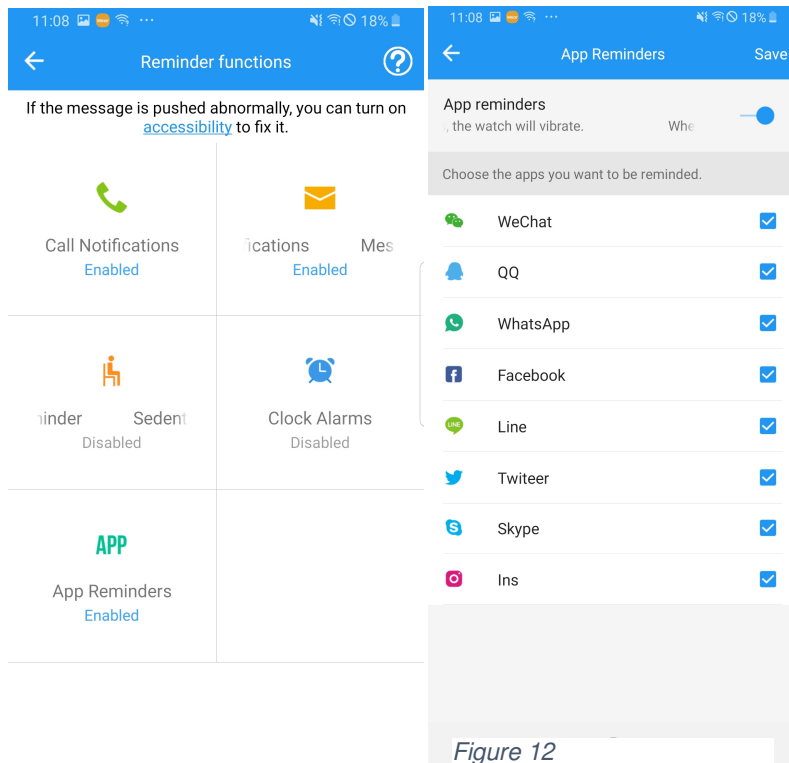 11:08 ... 18%
Reminder functions
If the message is pushed abnormally, you can turn on
accessibility to fix it.
Call Notifications
Enabled
ications Mes
Enabled
inder Sedent
Disabled
Clock Alarms
Disabled
APP
App Reminders
Enabled
11:08 ... 18%
App Reminders Save
App reminders
, the watch will vibrate. Whe
Choose the apps you want to be reminded.
WeChat
QQ
WhatsApp
Facebook
LINE Line
Twiteer
Skype
Ins
Figure 12